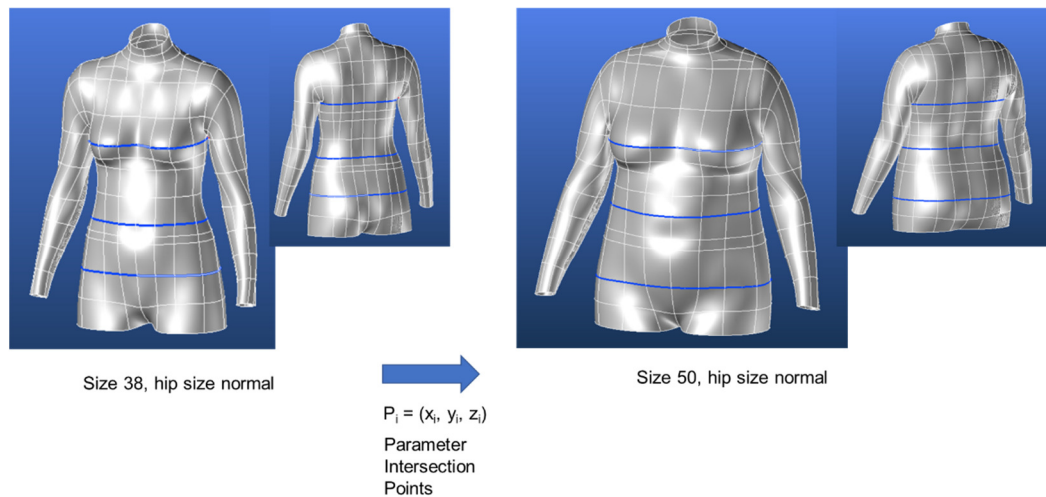 Size 38, hip size normal
Size 50, hip size normal
Pᵢ = (xᵢ, yᵢ, zᵢ)
Parameter
Intersection
Points